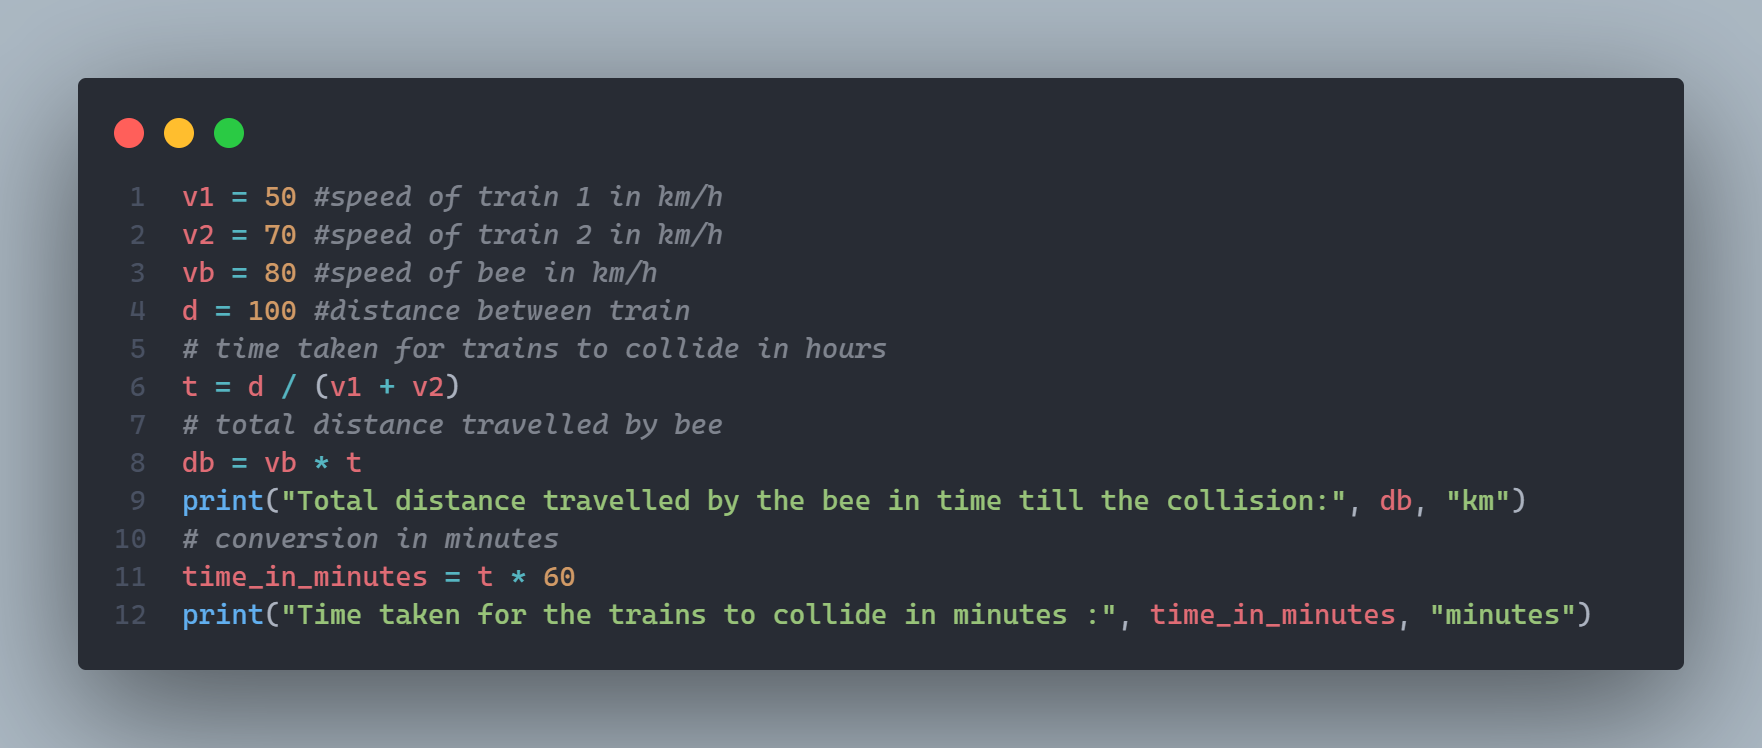 1 v1 = 50 #speed of train 1 in km/h
2 v2 = 70 #speed of train 2 in km/h
3 vb = 80 #speed of bee in km/h
4 d = 100 #distance between train
5 # time taken for trains to collide in hours
6 t = d / (v1 + v2)
7 # total distance travelled by bee
8 db = vb * t
9 print("Total distance travelled by the bee in time till the collision:", db, "km")
10 # conversion in minutes
11 time_in_minutes = t * 60
12 print("Time taken for the trains to collide in minutes :", time_in_minutes, "minutes")